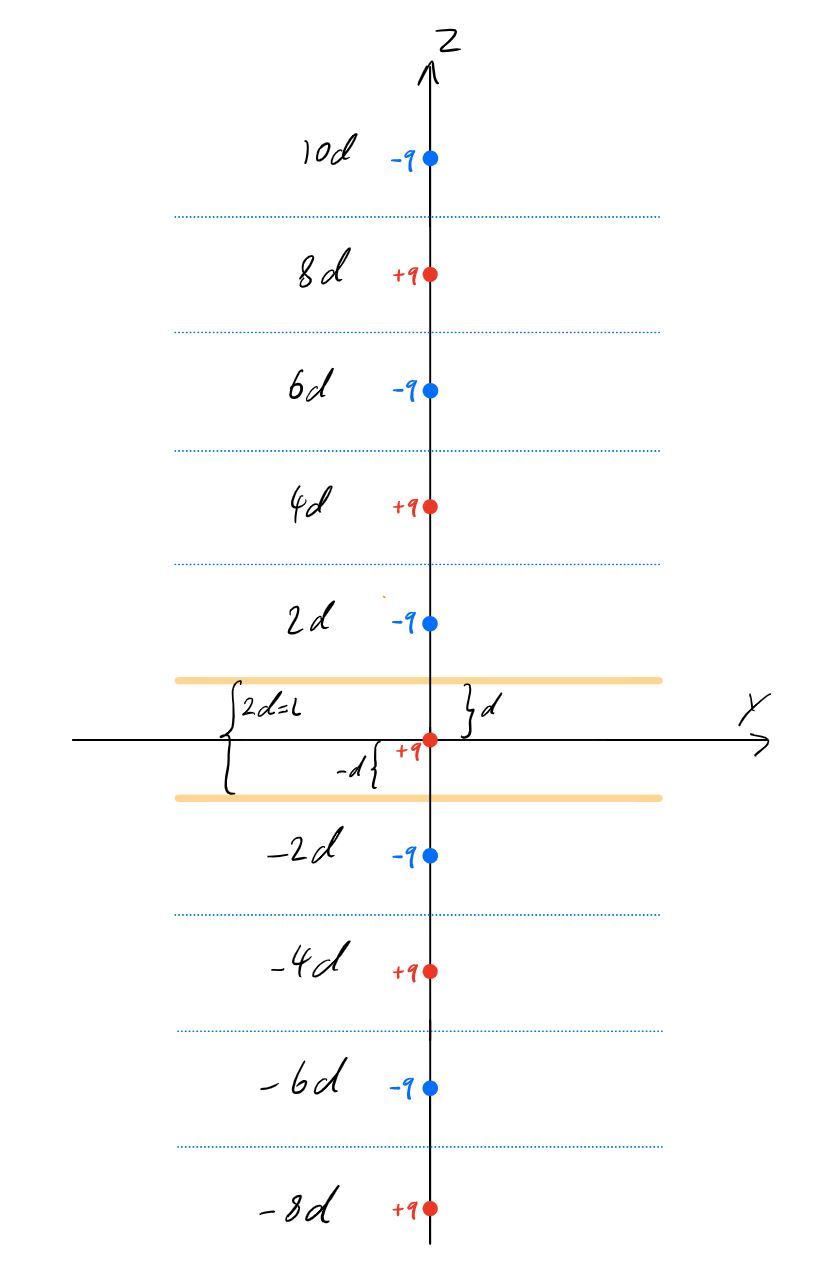 Z
10d -q
8d +q
6d -q
4d +q
2d -q
2d=L }d Y
+q
-d{
-2d -q
-4d +q
-6d -q
-8d +q